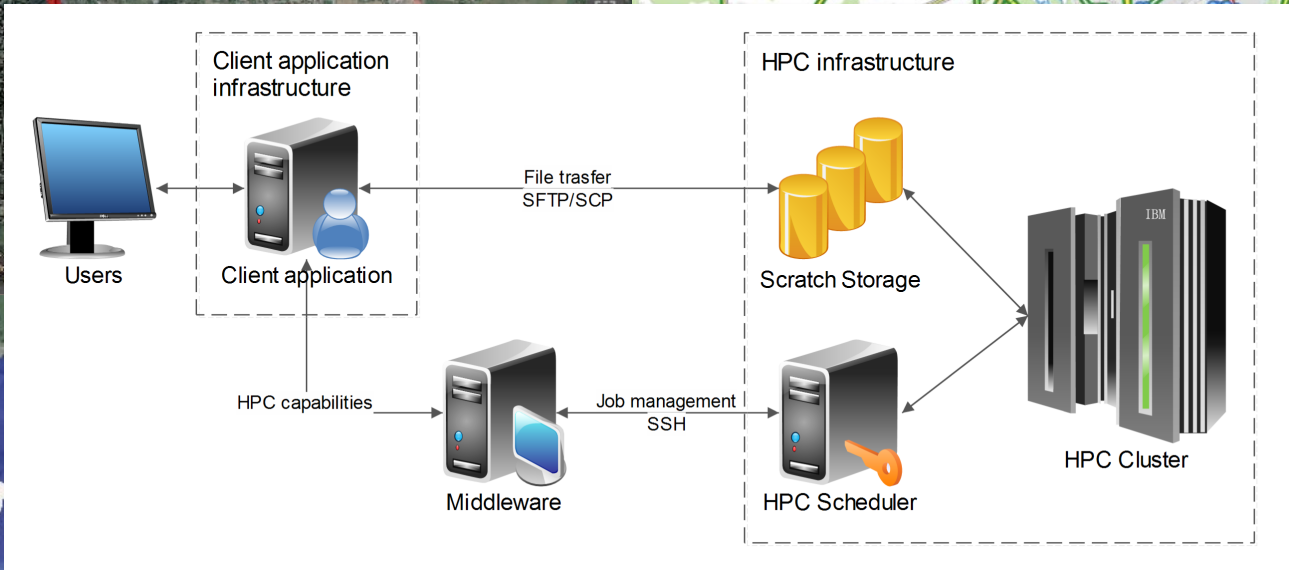 Client application
infrastructure
HPC infrastructure
IBM
File trasfer
SFTP/SCP
Users
Client application
Scratch Storage
HPC capabilities
Job management
SSH
HPC Cluster
Middleware
HPC Scheduler